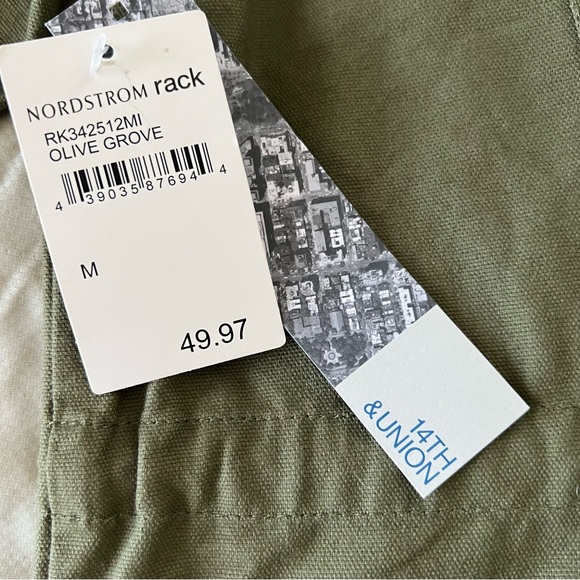 NORDSTROM rack
RK342512MI
OLIVE GROVE
4 39035 87694 4
M
49.97
14TH
&UNION